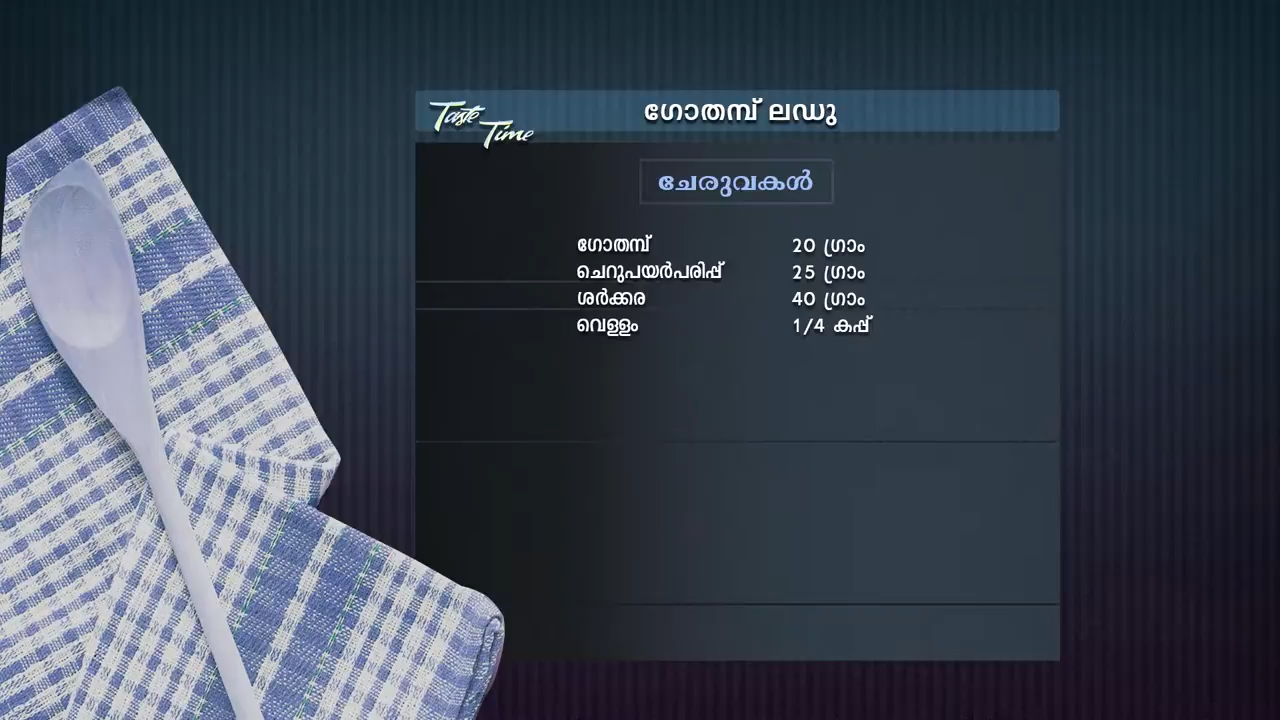 Taste Time
ഗോതമ്പ് ലഡു
ചേരുവകൾ
ഗോതമ്പ് 20 ഗ്രാം
ചെറുപയർപരിപ്പ് 25 ഗ്രാം
ശർക്കര 40 ഗ്രാം
വെള്ളം 1/4 കപ്പ്